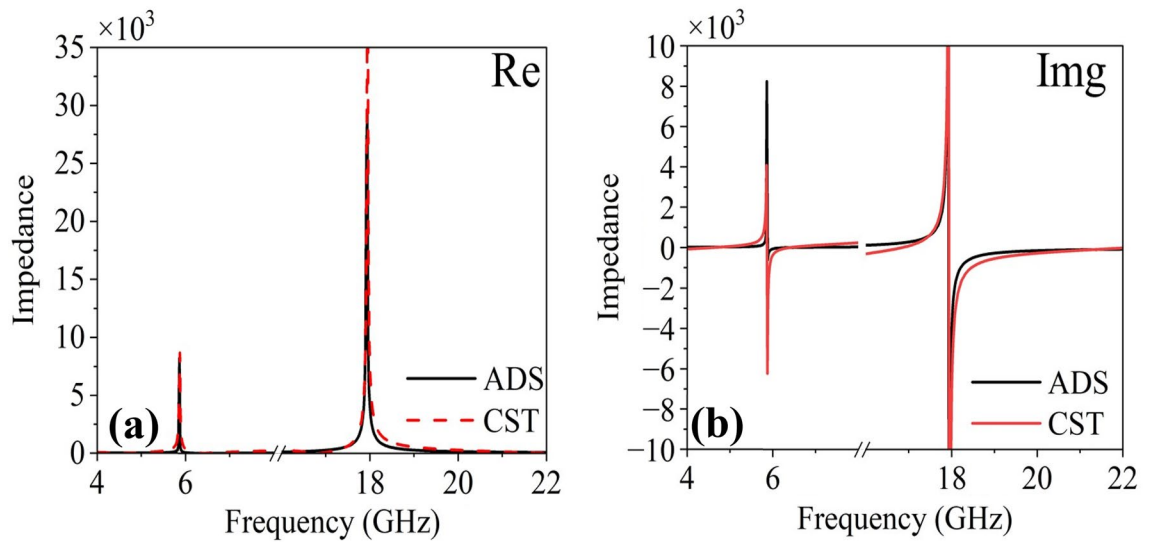 ×10³
35
30
25
20
15
10
5
0
Impedance
Re
ADS
CST
(a)
4 6 18 20 22
Frequency (GHz)
×10³
10
8
6
4
2
0
−2
−4
−6
−8
−10
Impedance
Img
ADS
CST
(b)
4 6 18 20 22
Frequency (GHz)